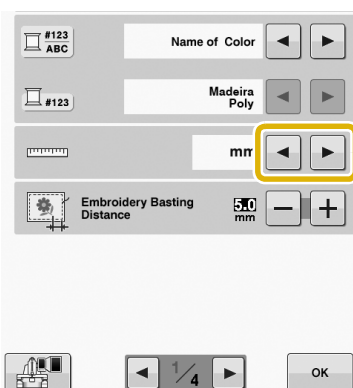 #123
ABC
Name of Color
#123
Madeira
Poly
mm
Embroidery Basting
Distance
5.0
mm
1/4
OK